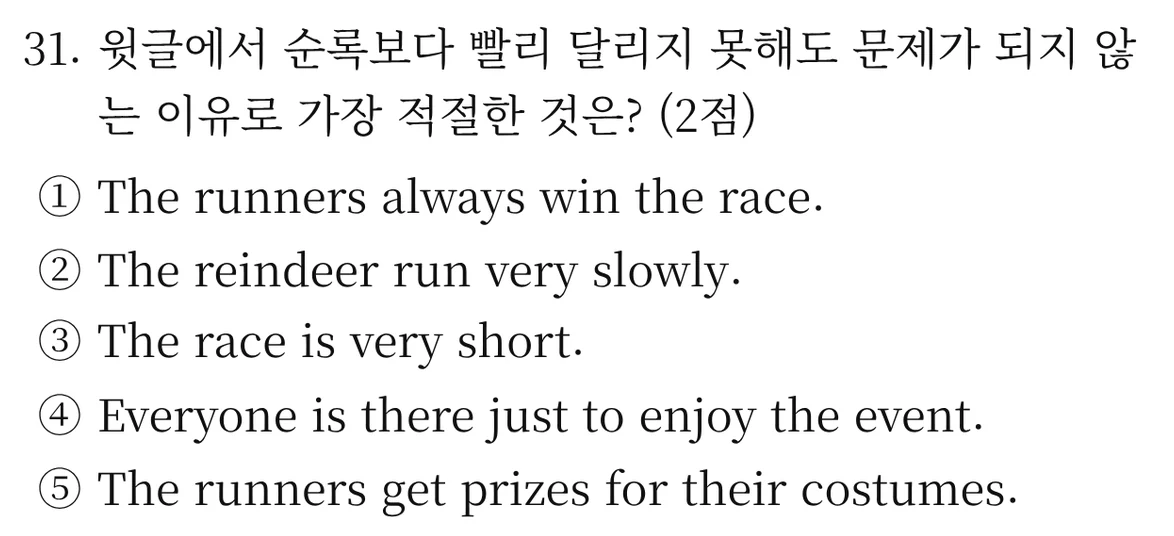 31. 윗글에서 순록보다 빨리 달리지 못해도 문제가 되지 않
는 이유로 가장 적절한 것은? (2점)
① The runners always win the race.
② The reindeer run very slowly.
③ The race is very short.
④ Everyone is there just to enjoy the event.
⑤ The runners get prizes for their costumes.